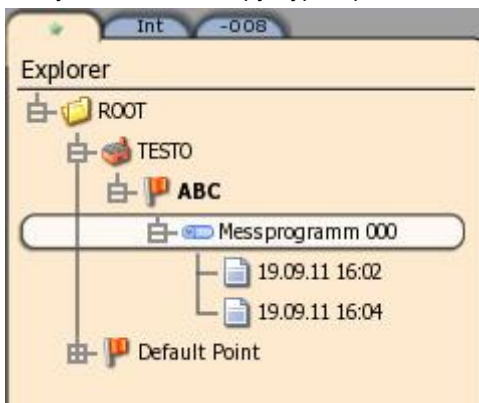 Int -008
Explorer
ROOT
TESTO
ABC
Messprogramm 000
19.09.11 16:02
19.09.11 16:04
Default Point